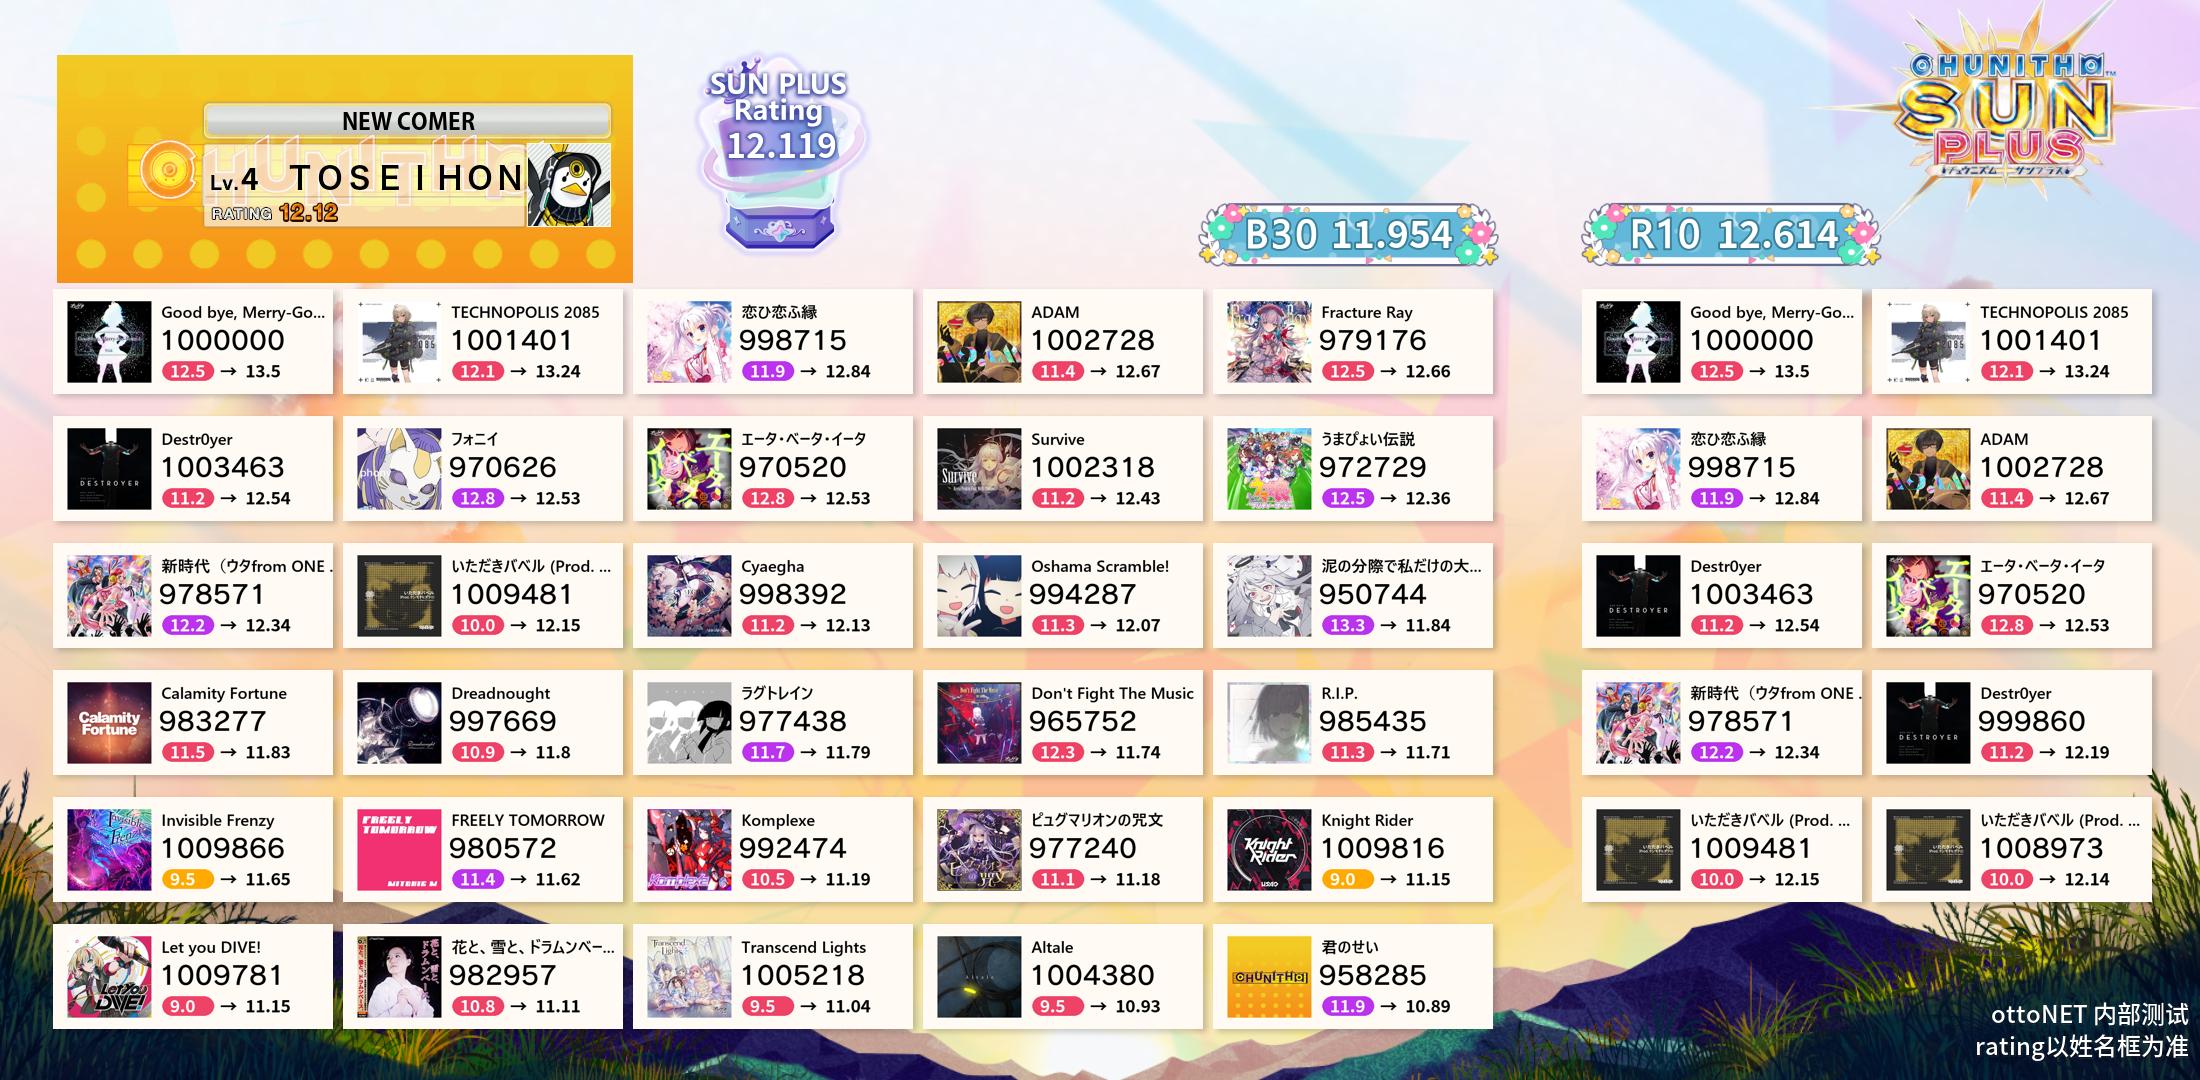 NEW COMER
Lv.4 TOSEIHON
RATING 12.12
SUN PLUS
Rating
12.119
B30 11.954
R10 12.614
CHUNITHM
SUN
PLUS
チュウニズム サンプラス
Good bye, Merry-Go...
1000000
12.5 → 13.5
TECHNOPOLIS 2085
1001401
12.1 → 13.24
恋ひ恋ふ縁
998715
11.9 → 12.84
ADAM
1002728
11.4 → 12.67
Fracture Ray
979176
12.5 → 12.66
Destr0yer
1003463
11.2 → 12.54
フォニイ
970626
12.8 → 12.53
エータ・ベータ・イータ
970520
12.8 → 12.53
Survive
1002318
11.2 → 12.43
うまぴょい伝説
972729
12.5 → 12.36
新時代（ウタfrom ONE .
978571
12.2 → 12.34
いただきバベル (Prod. ...
1009481
10.0 → 12.15
Cyaegha
998392
11.2 → 12.13
Oshama Scramble!
994287
11.3 → 12.07
泥の分際で私だけの大...
950744
13.3 → 11.84
Calamity Fortune
983277
11.5 → 11.83
Dreadnought
997669
10.9 → 11.8
ラグトレイン
977438
11.7 → 11.79
Don't Fight The Music
965752
12.3 → 11.74
R.I.P.
985435
11.3 → 11.71
Invisible Frenzy
1009866
9.5 → 11.65
FREELY TOMORROW
980572
11.4 → 11.62
Komplexe
992474
10.5 → 11.19
ピュグマリオンの咒文
977240
11.1 → 11.18
Knight Rider
1009816
9.0 → 11.15
Let you DIVE!
1009781
9.0 → 11.15
花と、雪と、ドラムンベー...
982957
10.8 → 11.11
Transcend Lights
1005218
9.5 → 11.04
Altale
1004380
9.5 → 10.93
君のせい
958285
11.9 → 10.89
Good bye, Merry-Go...
1000000
12.5 → 13.5
TECHNOPOLIS 2085
1001401
12.1 → 13.24
恋ひ恋ふ縁
998715
11.9 → 12.84
ADAM
1002728
11.4 → 12.67
Destr0yer
1003463
11.2 → 12.54
エータ・ベータ・イータ
970520
12.8 → 12.53
新時代（ウタfrom ONE .
978571
12.2 → 12.34
Destr0yer
999860
11.2 → 12.19
いただきバベル (Prod. ...
1009481
10.0 → 12.15
いただきバベル (Prod. ...
1008973
10.0 → 12.14
ottoNET 内部测试
rating以姓名框为准